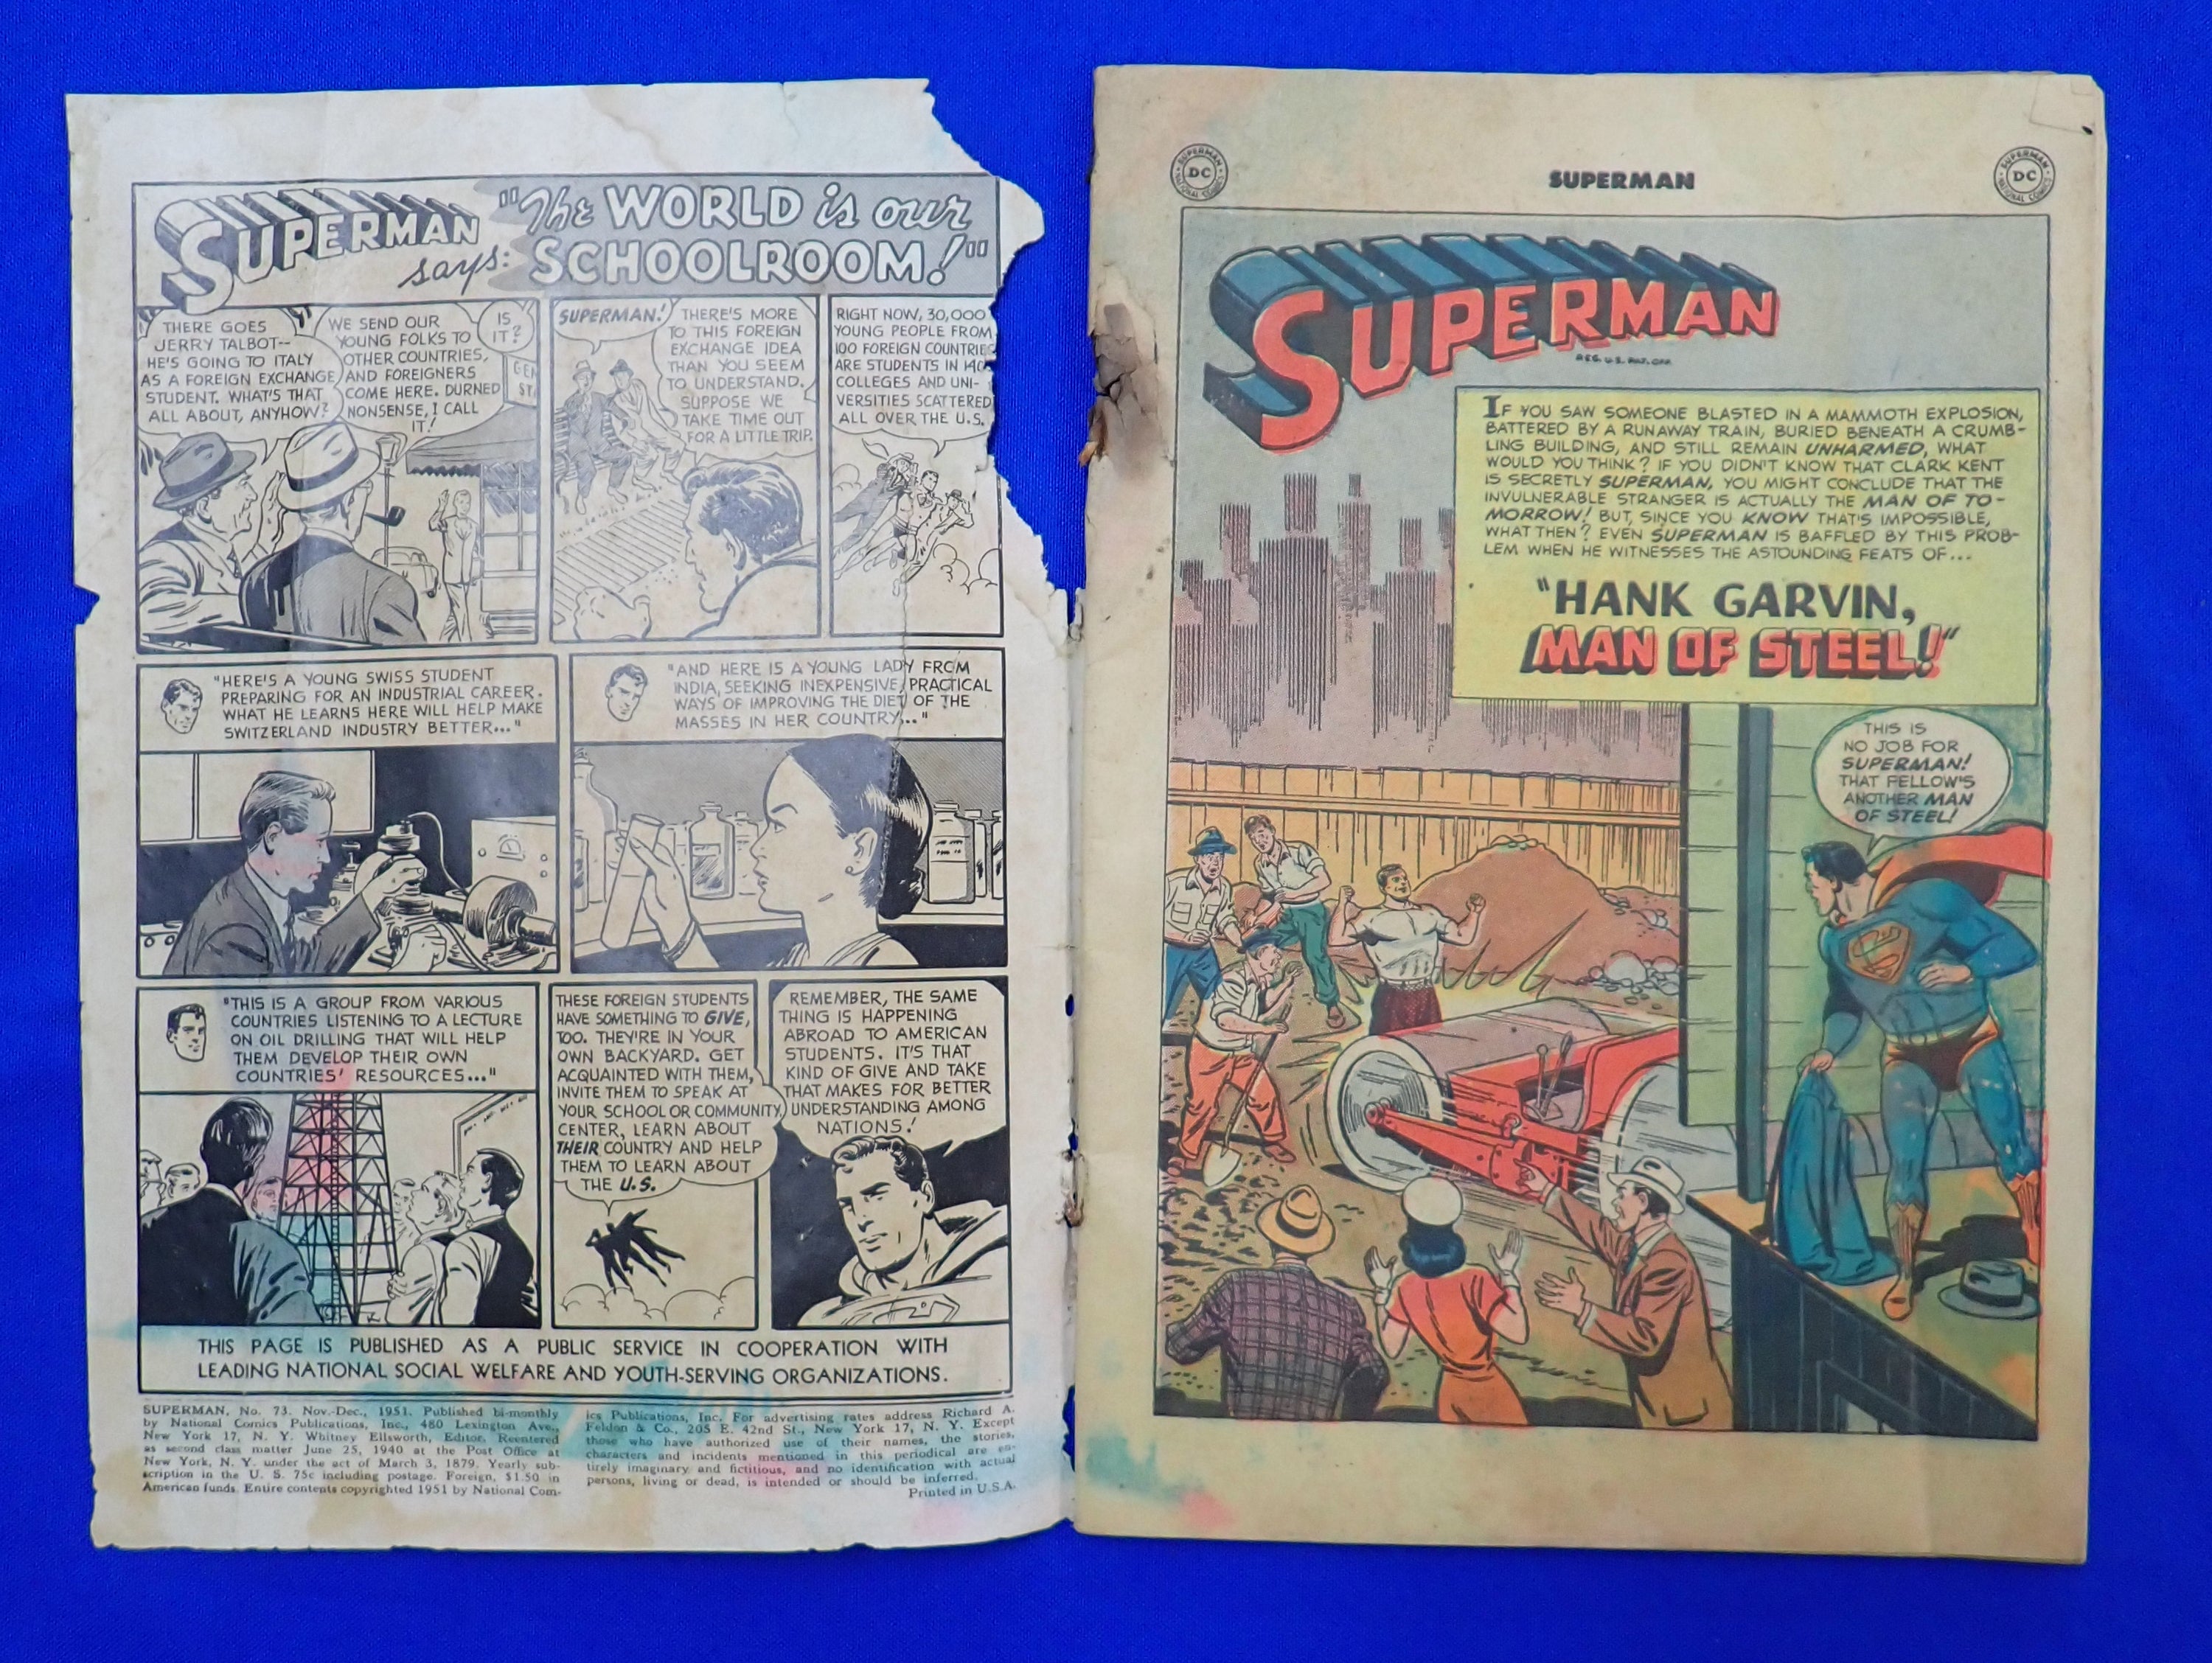 SUPERMAN
says:
"The WORLD is our
SCHOOLROOM!"
THERE GOES
JERRY TALBOT--
HE'S GOING TO ITALY
AS A FOREIGN EXCHANGE
STUDENT. WHAT'S THAT
ALL ABOUT, ANYHOW?
WE SEND OUR
YOUNG FOLKS TO
OTHER COUNTRIES,
AND FOREIGNERS
COME HERE. DURNED
NONSENSE, I CALL
IT!
IS
IT?
GEN
ST
SUPERMAN!
THERE'S MORE
TO THIS FOREIGN
EXCHANGE IDEA
THAN YOU SEEM
TO UNDERSTAND.
SUPPOSE WE
TAKE TIME OUT
FOR A LITTLE TRIP.
RIGHT NOW, 30,000
YOUNG PEOPLE FROM
100 FOREIGN COUNTRIES
ARE STUDENTS IN
COLLEGES AND UNI-
VERSITIES SCATTERED
ALL OVER THE U.S.
"HERE'S A YOUNG SWISS STUDENT
PREPARING FOR AN INDUSTRIAL CAREER.
WHAT HE LEARNS HERE WILL HELP MAKE
SWITZERLAND INDUSTRY BETTER..."
"AND HERE IS A YOUNG LADY FROM
INDIA, SEEKING INEXPENSIVE, PRACTICAL
WAYS OF IMPROVING THE DIET OF THE
MASSES IN HER COUNTRY..."
"THIS IS A GROUP FROM VARIOUS
COUNTRIES LISTENING TO A LECTURE
ON OIL DRILLING THAT WILL HELP
THEM DEVELOP THEIR OWN
COUNTRIES' RESOURCES..."
THESE FOREIGN STUDENTS
HAVE SOMETHING TO GIVE,
TOO. THEY'RE IN YOUR
OWN BACKYARD. GET
ACQUAINTED WITH THEM,
INVITE THEM TO SPEAK AT
YOUR SCHOOL OR COMMUNITY
CENTER, LEARN ABOUT
THEIR COUNTRY AND HELP
THEM TO LEARN ABOUT
THE U.S.
REMEMBER, THE SAME
THING IS HAPPENING
ABROAD TO AMERICAN
STUDENTS. IT'S THAT
KIND OF GIVE AND TAKE
THAT MAKES FOR BETTER
UNDERSTANDING AMONG
NATIONS!
THIS PAGE IS PUBLISHED AS A PUBLIC SERVICE IN COOPERATION WITH
LEADING NATIONAL SOCIAL WELFARE AND YOUTH-SERVING ORGANIZATIONS.
SUPERMAN, No. 73. Nov.-Dec., 1951. Published bi-monthly
by National Comics Publications, Inc., 480 Lexington Ave.,
New York 17, N. Y. Whitney Ellsworth, Editor. Reentered
as second class matter June 25, 1940 at the Post Office at
New York, N. Y. under the act of March 3, 1879. Yearly sub-
scription in the U. S. 75c including postage. Foreign, $1.50 in
American funds. Entire contents copyrighted 1951 by National Com-
ics Publications, Inc. For advertising rates address Richard A.
Feldon & Co., 205 E. 42nd St., New York 17, N. Y. Except
those who have authorized use of their names, the stories,
characters and incidents mentioned in this periodical are en-
tirely imaginary and fictitious, and no identification with actual
persons, living or dead, is intended or should be inferred.
Printed in U.S.A.
SUPERMAN
DC
NATIONAL COMICS
SUPERMAN
SUPERMAN
DC
NATIONAL COMICS
SUPERMAN
REG. U.S. PAT. OFF.
IF YOU SAW SOMEONE BLASTED IN A MAMMOTH EXPLOSION,
BATTERED BY A RUNAWAY TRAIN, BURIED BENEATH A CRUMB-
LING BUILDING, AND STILL REMAIN UNHARMED, WHAT
WOULD YOU THINK? IF YOU DIDN'T KNOW THAT CLARK KENT
IS SECRETLY SUPERMAN, YOU MIGHT CONCLUDE THAT THE
INVULNERABLE STRANGER IS ACTUALLY THE MAN OF TO-
MORROW! BUT, SINCE YOU KNOW THAT'S IMPOSSIBLE,
WHAT THEN? EVEN SUPERMAN IS BAFFLED BY THIS PROB-
LEM WHEN HE WITNESSES THE ASTOUNDING FEATS OF...
"HANK GARVIN,
MAN OF STEEL!"
THIS IS
NO JOB FOR
SUPERMAN!
THAT FELLOW'S
ANOTHER MAN
OF STEEL!
S